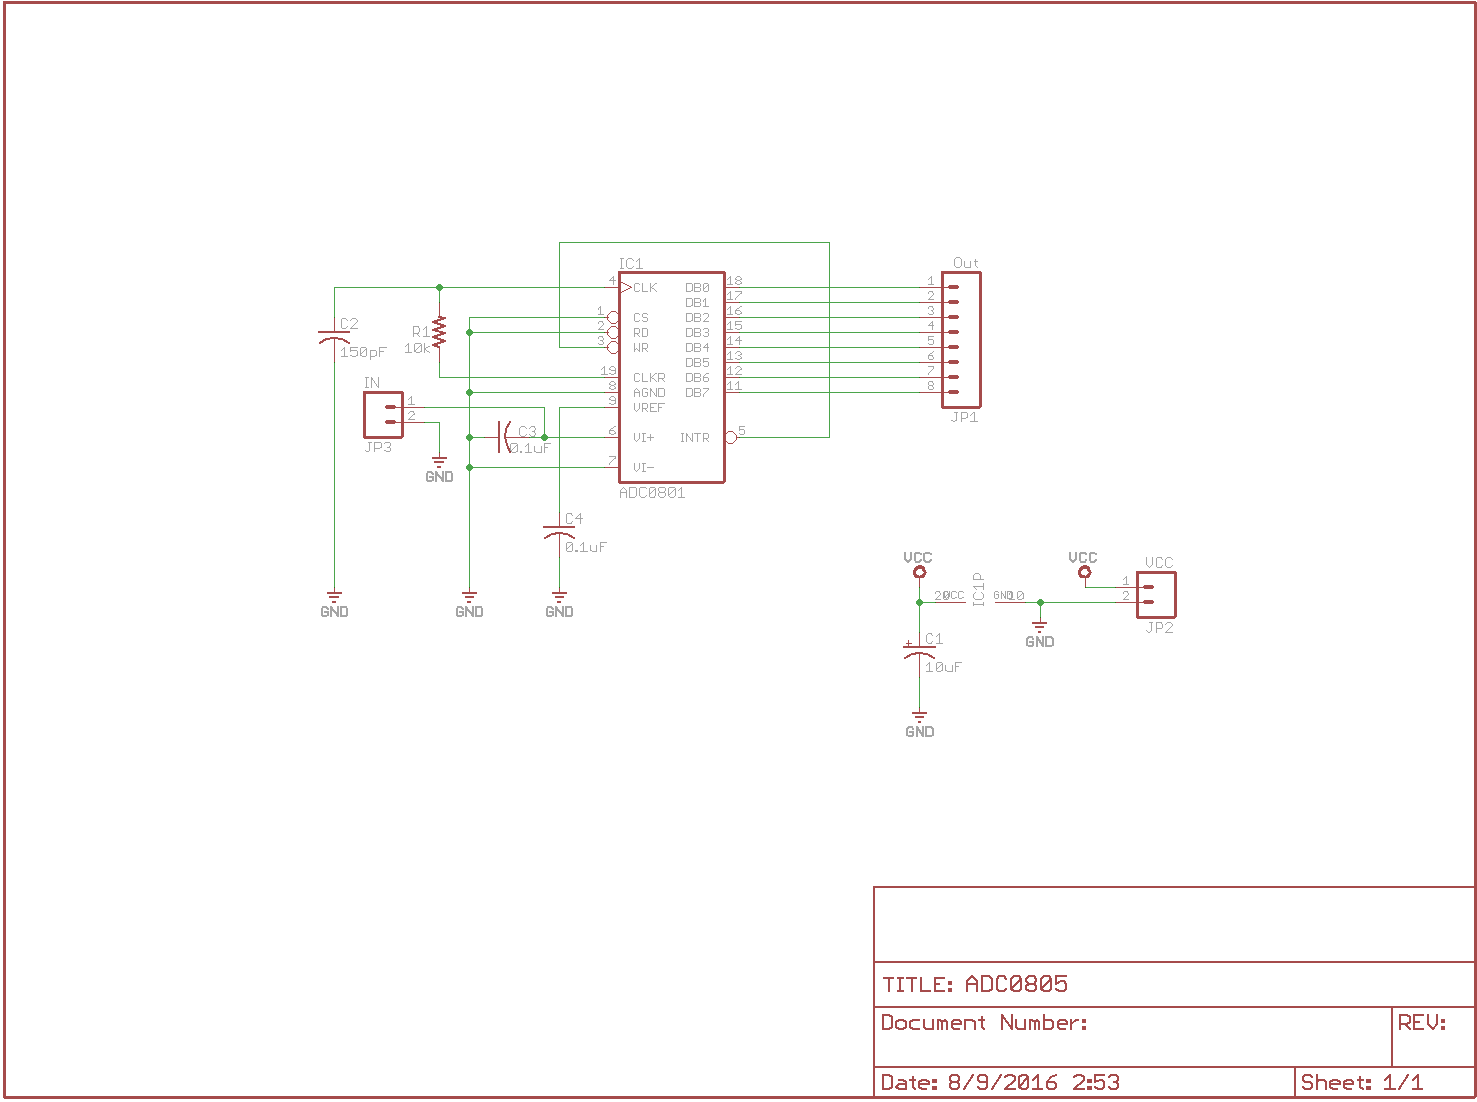 IC1
Out
4
CLK
DB0
18
1
DB1
17
2
1
CS
DB2
16
3
2
RD
DB3
15
4
3
WR
DB4
14
5
DB5
13
6
19
CLKR
DB6
12
7
8
AGND
DB7
11
8
9
VREF
6
VI+
INTR
5
7
VI-
ADC0801
JP1
C2
150pF
R1
10k
IN
1
2
JP3
GND
C3
0.1uF
C4
0.1uF
GND
GND
GND
VCC
VCC
VCC
20
VCC
IC1P
GND
10
1
2
JP2
GND
C1
+
10uF
GND
TITLE: ADC0805
Document Number:
REV:
Date: 8/9/2016 2:53
Sheet: 1/1